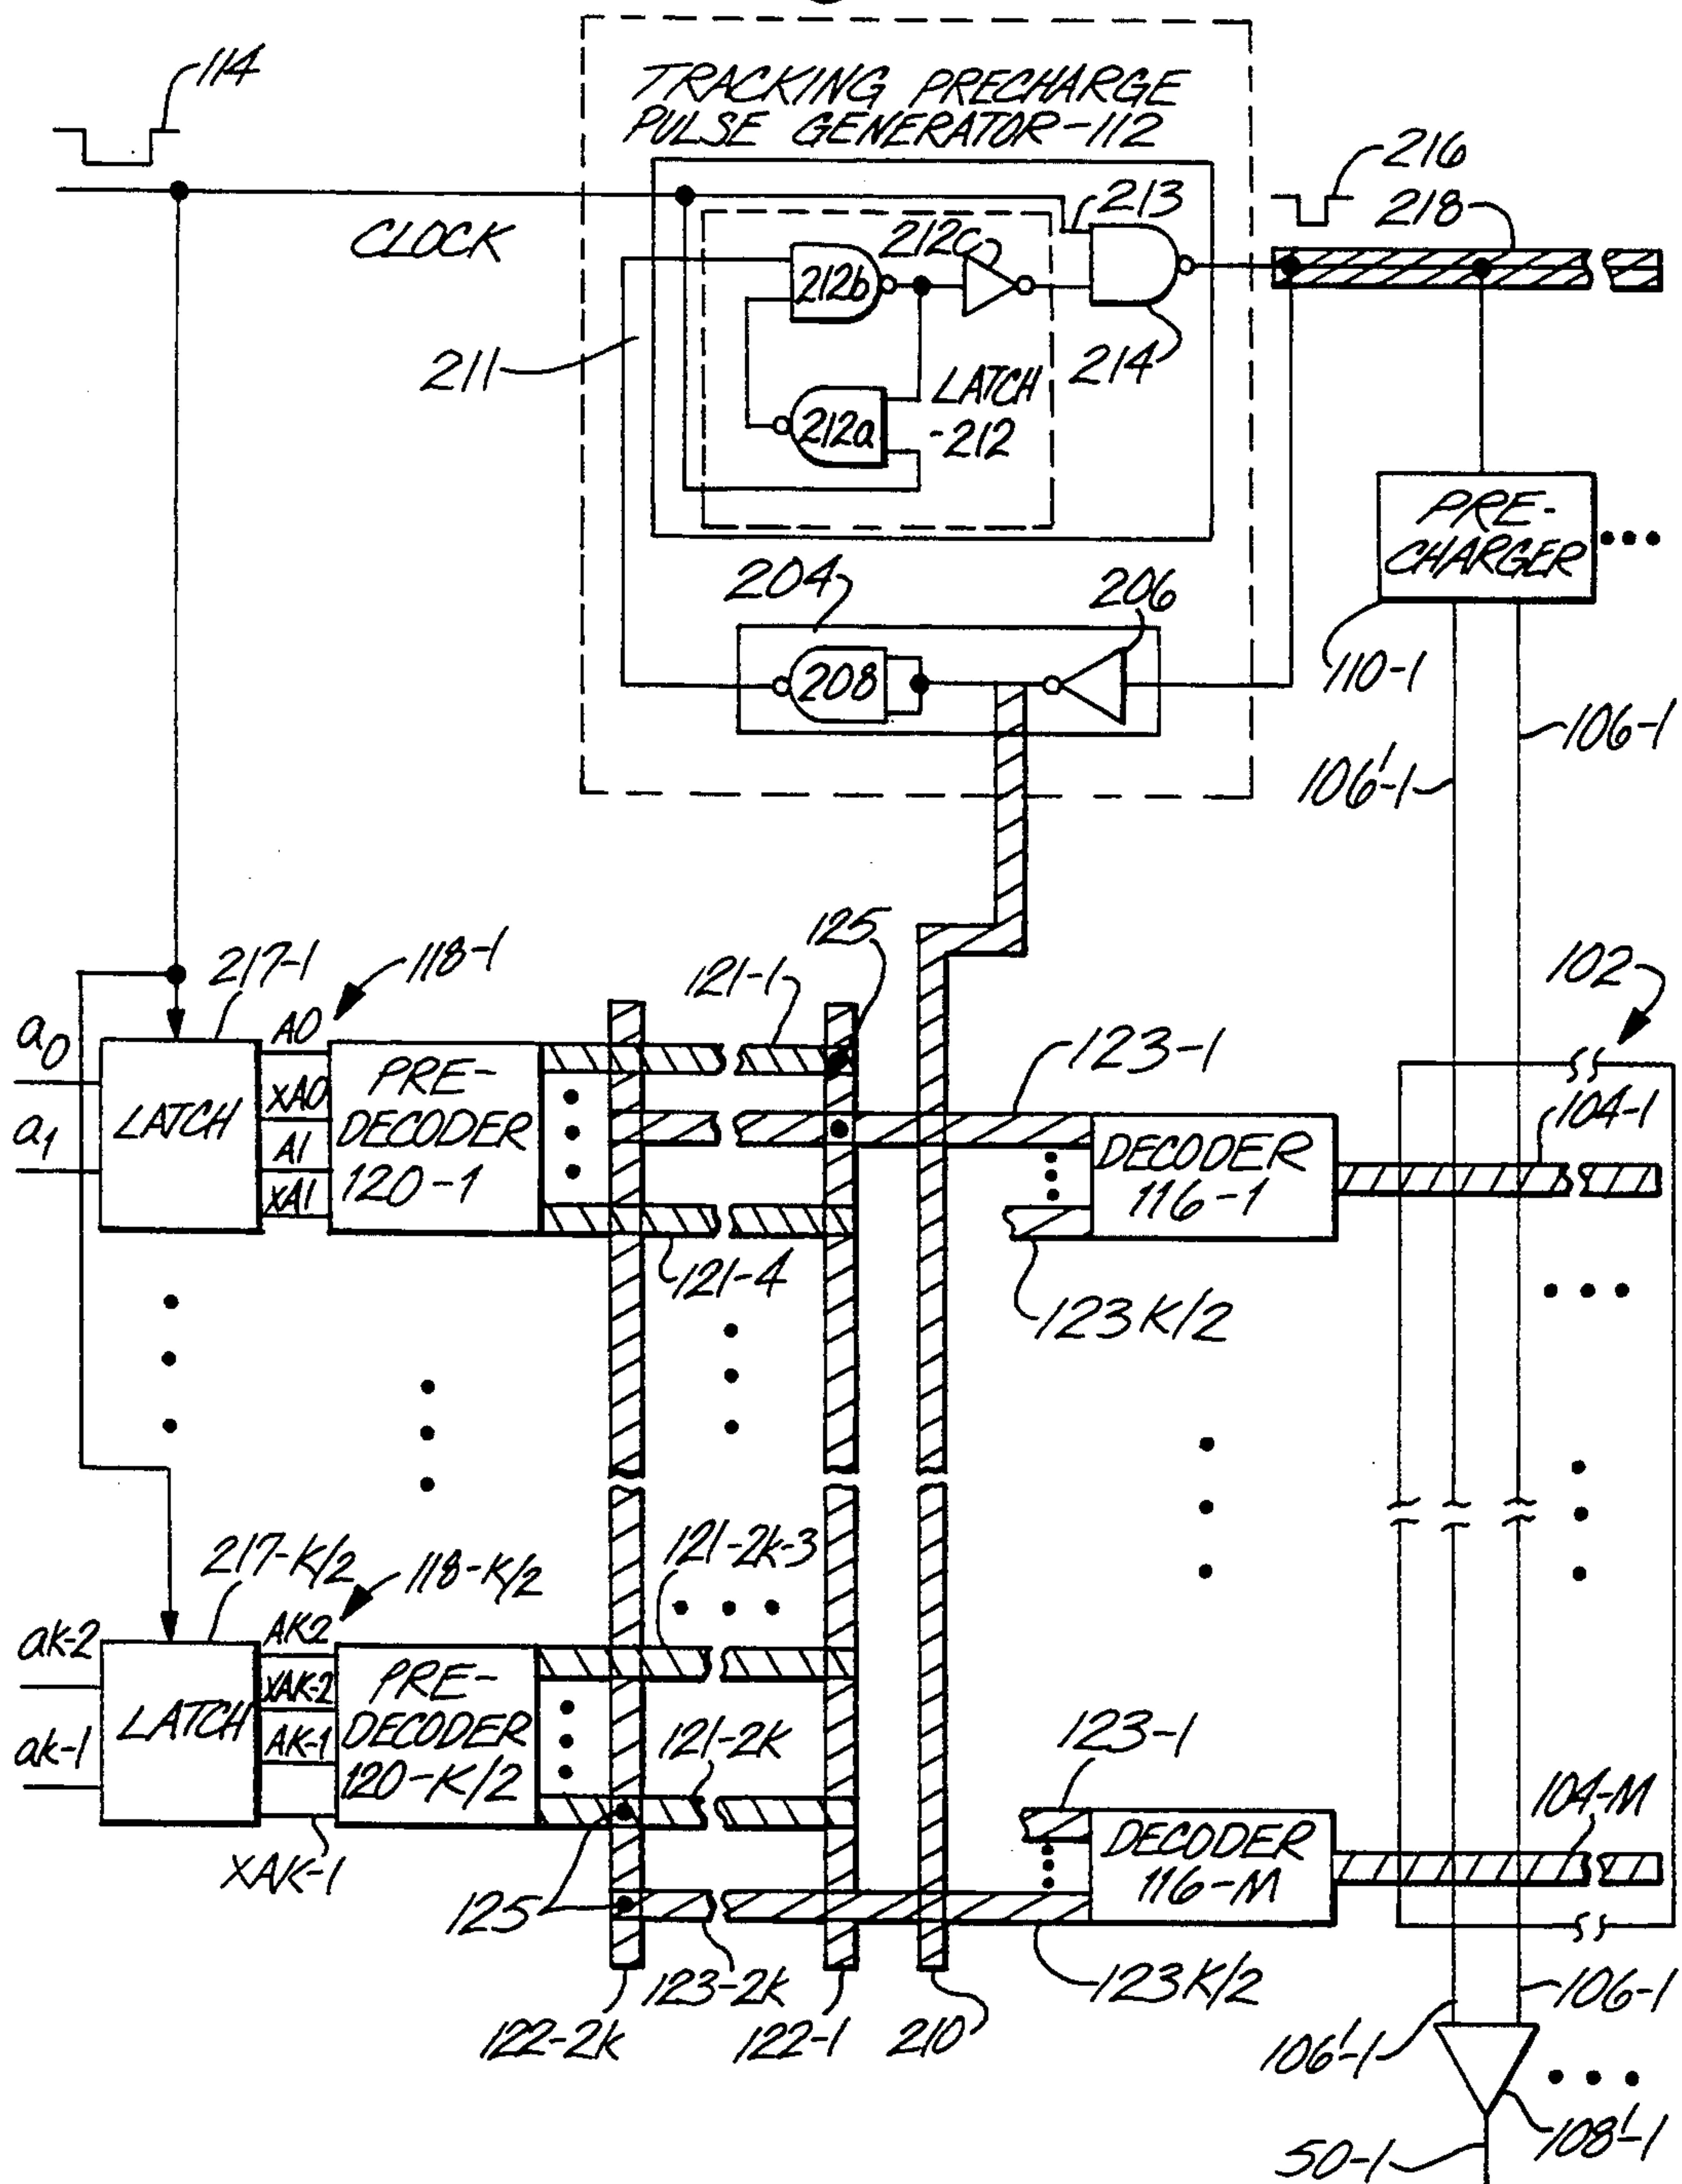 114
TRACKING PRECHARGE
PULSE GENERATOR-112
216
218
213
CLOCK
212c
212b
214
211
LATCH
-212
212a
PRE-
CHARGER
204
206
208
110-1
106-1
106'-1
125
217-1
118-1
121-1
102
a0
A0
123-1
PRE-
DECODER
120-1
XA0
104-1
LATCH
a1
A1
DECODER
116-1
XA1
121-4
123K/2
121-2k-3
217-K/2
118-K/2
ak-2
AK2
PRE-
DECODER
120-K/2
XAK-2
LATCH
AK-1
121-2k
123-1
ak-1
104-M
DECODER
116-M
XAK-1
125
123-2k
123K/2
106-1
122-2k
122-1
210
106'-1
108'-1
50-1